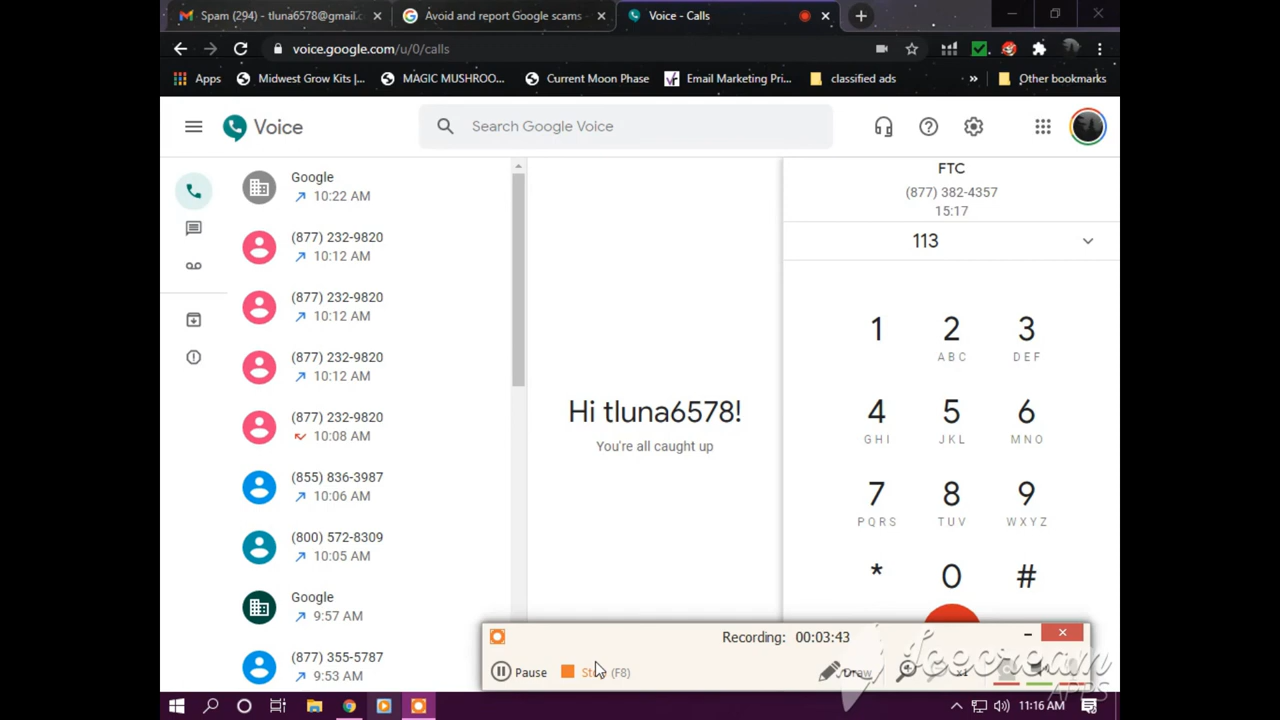 Spam (294) - tluna6578@gmail.c
Avoid and report Google scams -
Voice - Calls
voice.google.com/u/0/calls
Apps
Midwest Grow Kits |...
MAGIC MUSHROO...
Current Moon Phase
Email Marketing Pri...
classified ads
»
Other bookmarks
Voice
Search Google Voice
FTC
(877) 382-4357
15:17
113
Google
10:22 AM
(877) 232-9820
10:12 AM
(877) 232-9820
10:12 AM
(877) 232-9820
10:12 AM
(877) 232-9820
10:08 AM
(855) 836-3987
10:06 AM
(800) 572-8309
10:05 AM
Google
9:57 AM
(877) 355-5787
9:53 AM
Hi tluna6578!
You're all caught up
1 2 3
ABC DEF
4 5 6
GHI JKL MNO
7 8 9
PQRS TUV WXYZ
* 0 #
Recording: 00:03:43
Pause
(F8)
Draw
Icecream
APPS
11:16 AM